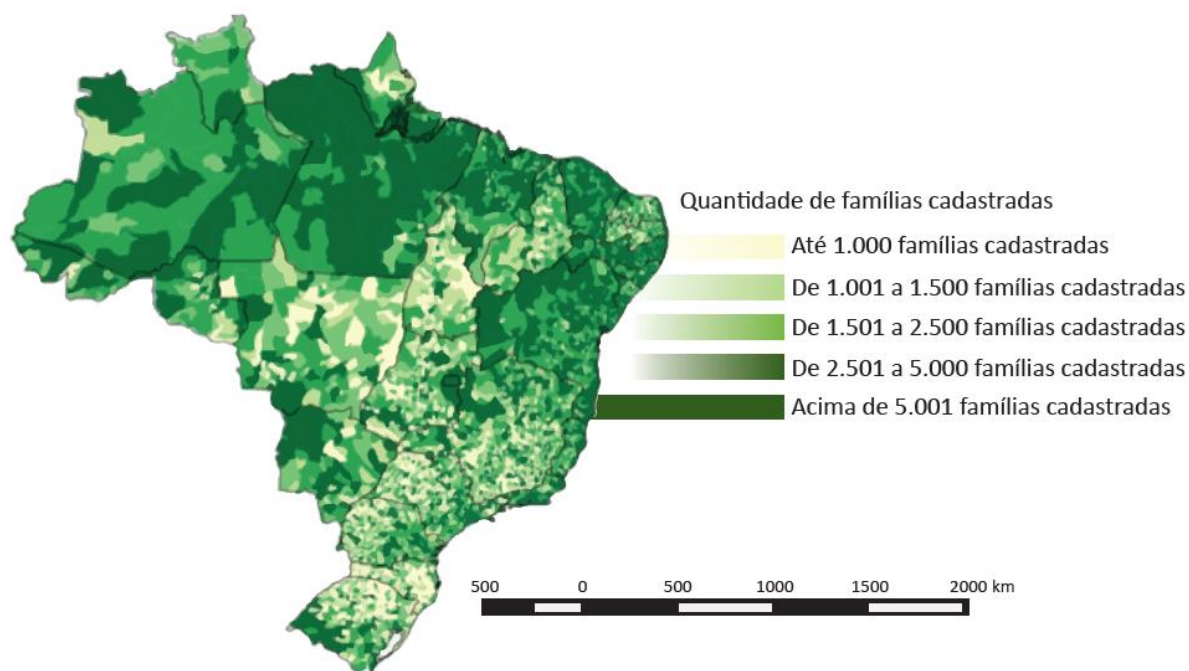 Quantidade de famílias cadastradas
Até 1.000 famílias cadastradas
De 1.001 a 1.500 famílias cadastradas
De 1.501 a 2.500 famílias cadastradas
De 2.501 a 5.000 famílias cadastradas
Acima de 5.001 famílias cadastradas
500 0 500 1000 1500 2000 km